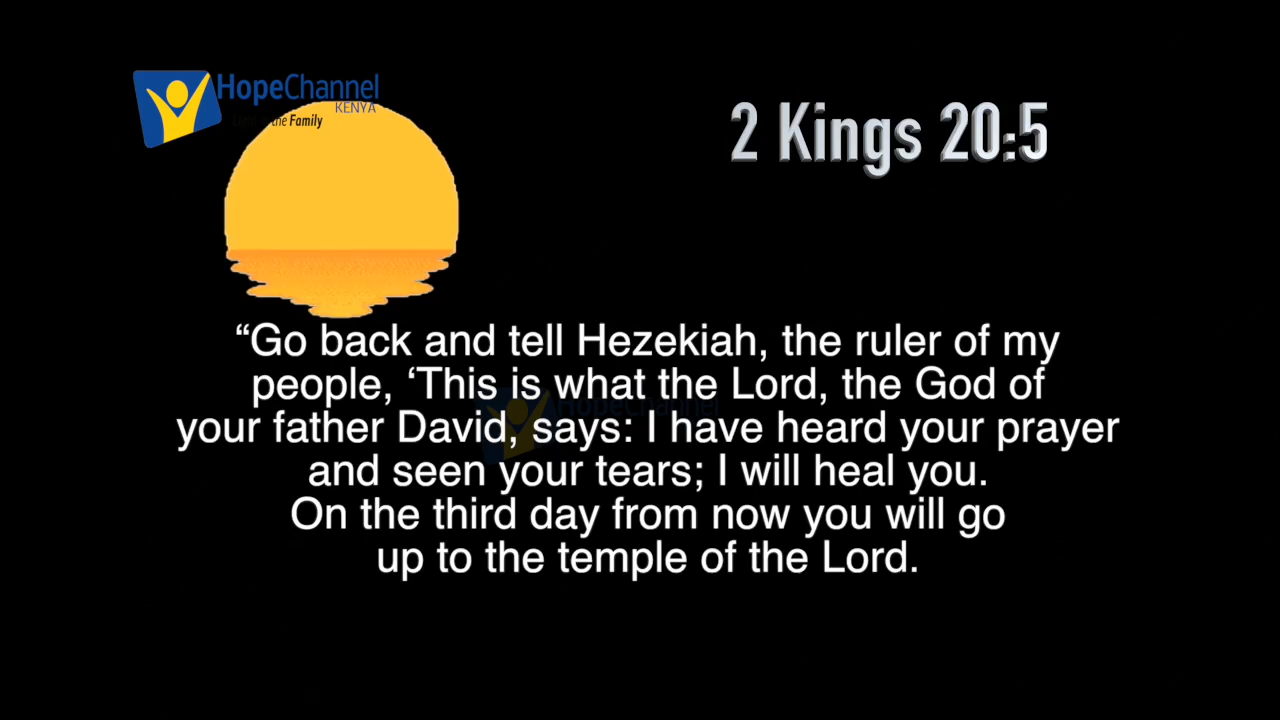 HopeChannel
KENYA
the Family
2 Kings 20:5
“Go back and tell Hezekiah, the ruler of my
people, ‘This is what the Lord, the God of
your father David, says: I have heard your prayer
and seen your tears; I will heal you.
On the third day from now you will go
up to the temple of the Lord.
HopeChannel